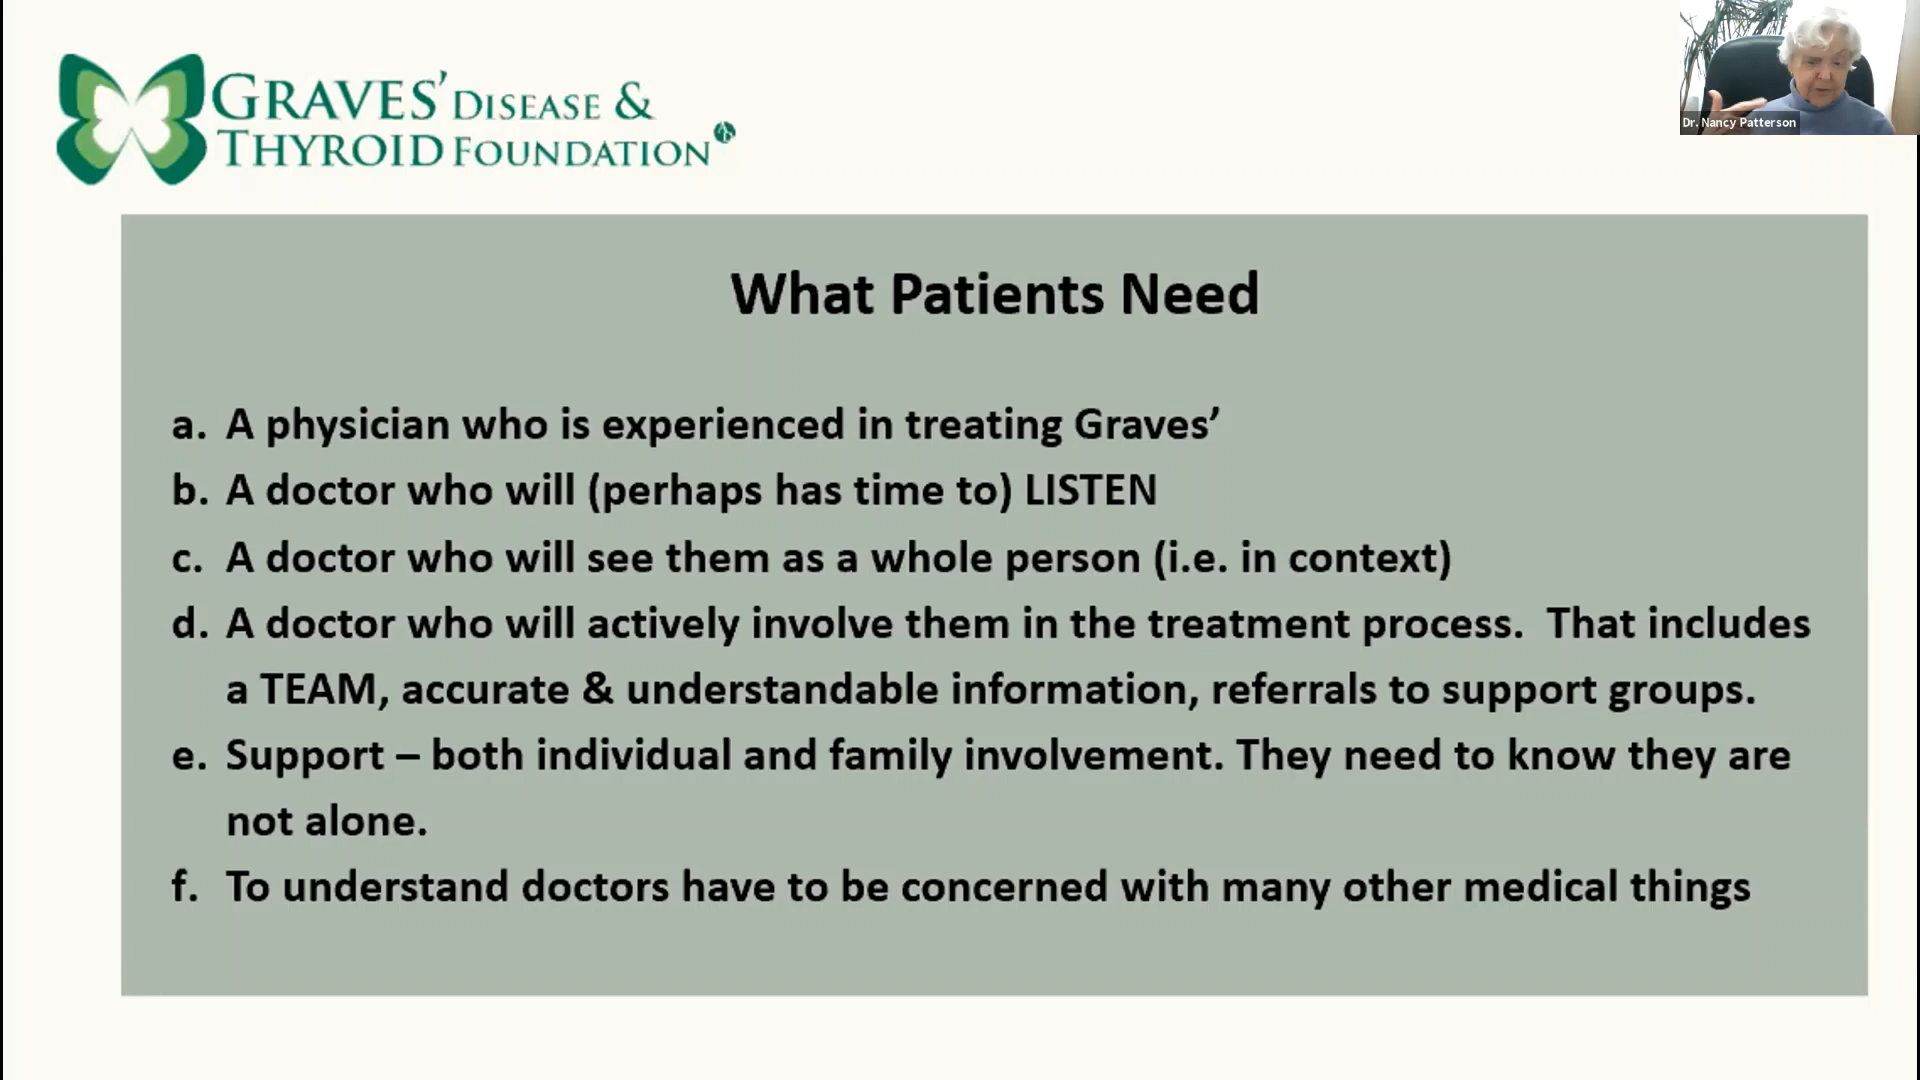 GRAVES' DISEASE &
THYROID FOUNDATION
Dr. Nancy Patterson
What Patients Need
a. A physician who is experienced in treating Graves’
b. A doctor who will (perhaps has time to) LISTEN
c. A doctor who will see them as a whole person (i.e. in context)
d. A doctor who will actively involve them in the treatment process.  That includes
a TEAM, accurate & understandable information, referrals to support groups.
e. Support – both individual and family involvement. They need to know they are
not alone.
f. To understand doctors have to be concerned with many other medical things